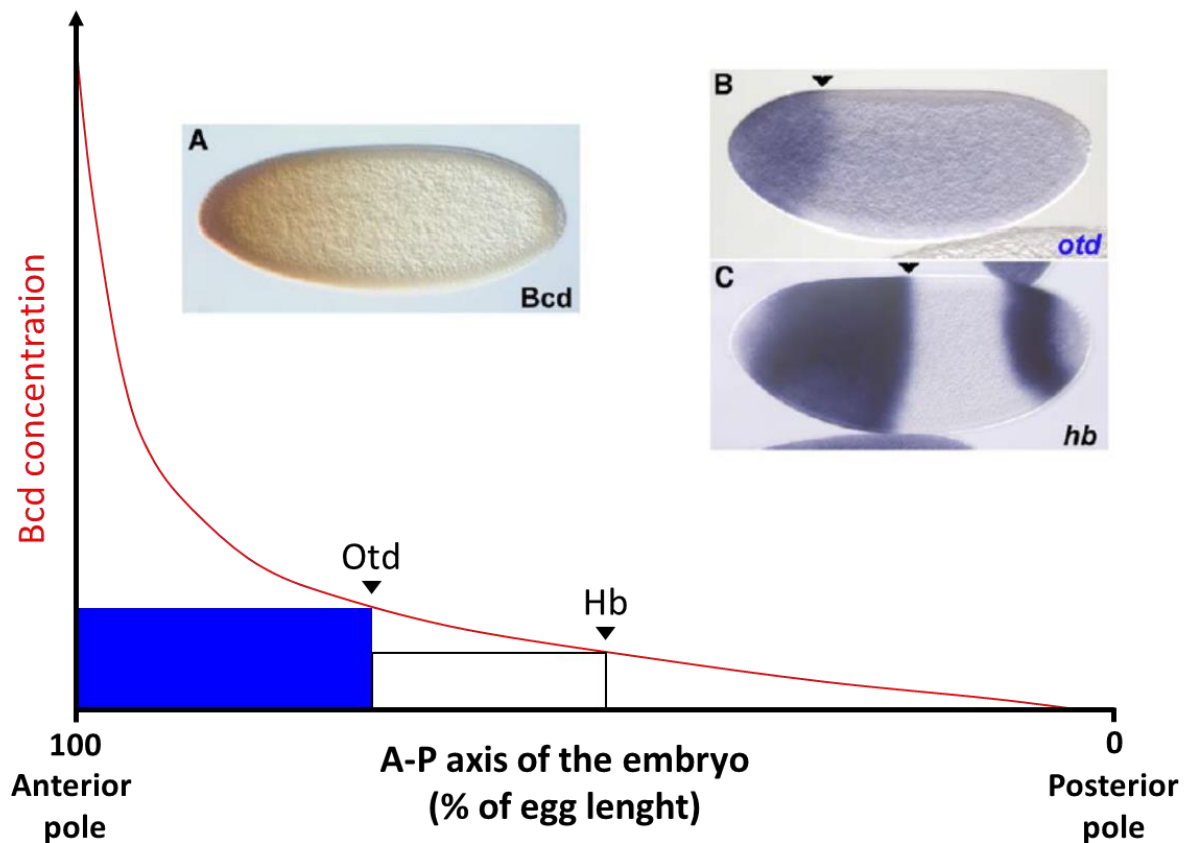 A
Bcd
B
otd
C
hb
Bcd concentration
Otd
Hb
100
Anterior
pole
A-P axis of the embryo
(% of egg lenght)
0
Posterior
pole